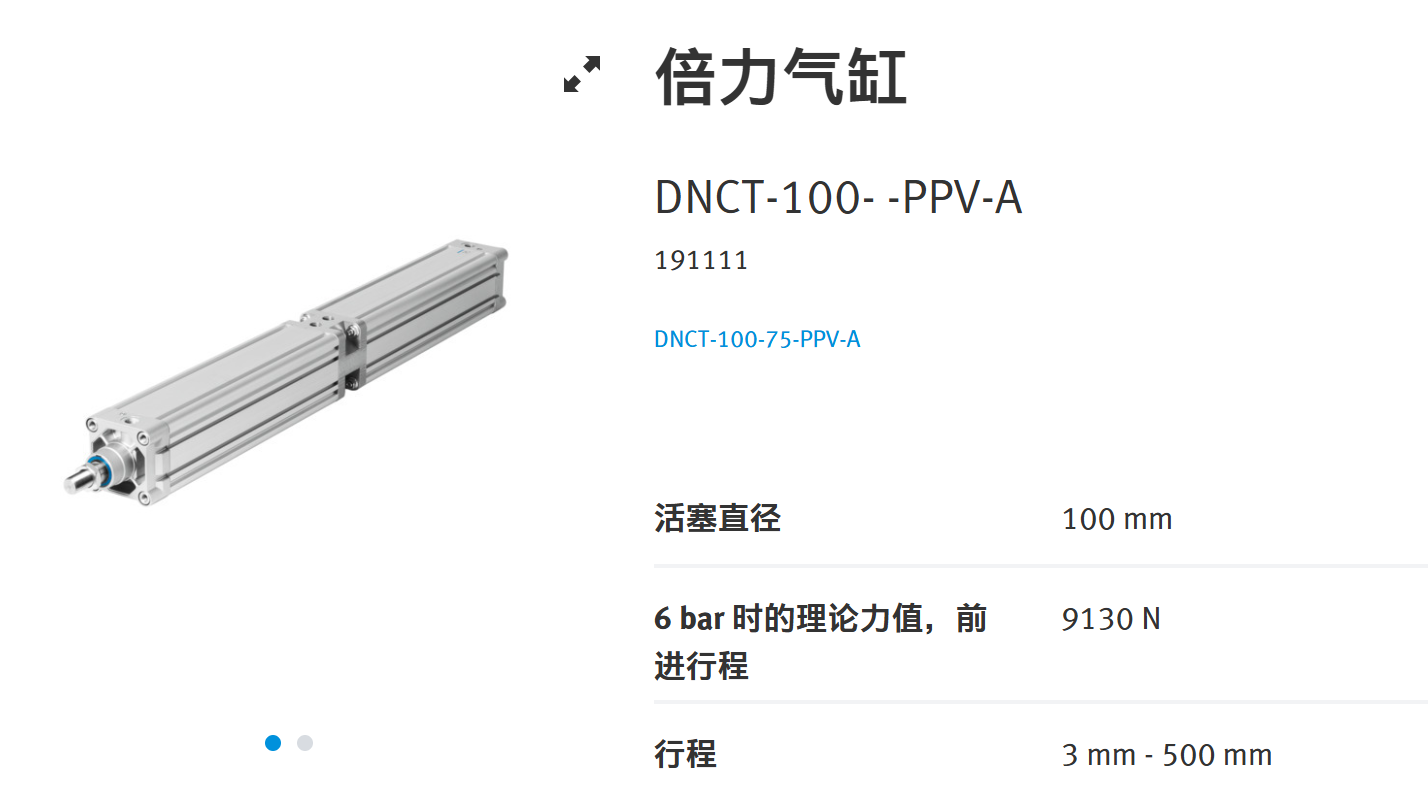 倍力气缸
DNCT-100- -PPV-A
191111
DNCT-100-75-PPV-A
活塞直径 100 mm
6 bar 时的理论力值，前 9130 N
进行程
行程 3 mm - 500 mm